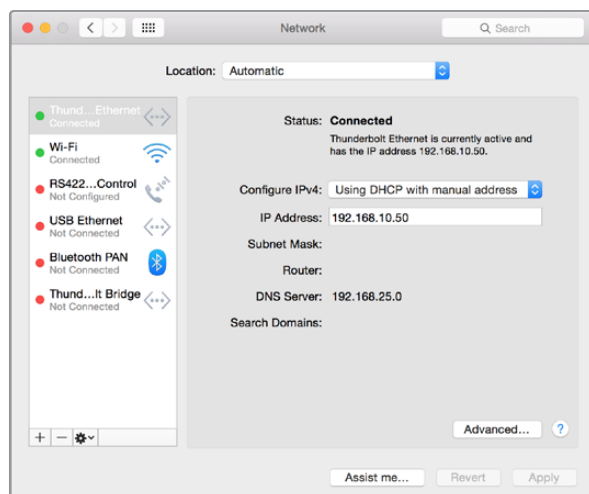 Network
Search
Location: Automatic
Thund...Ethernet
Connected
Wi-Fi
Connected
RS422...Control
Not Configured
USB Ethernet
Not Connected
Bluetooth PAN
Not Connected
Thund...lt Bridge
Not Connected
Status: Connected
Thunderbolt Ethernet is currently active and
has the IP address 192.168.10.50.
Configure IPv4: Using DHCP with manual address
IP Address: 192.168.10.50
Subnet Mask:
Router:
DNS Server: 192.168.25.0
Search Domains:
Advanced...
?
Assist me...
Revert
Apply